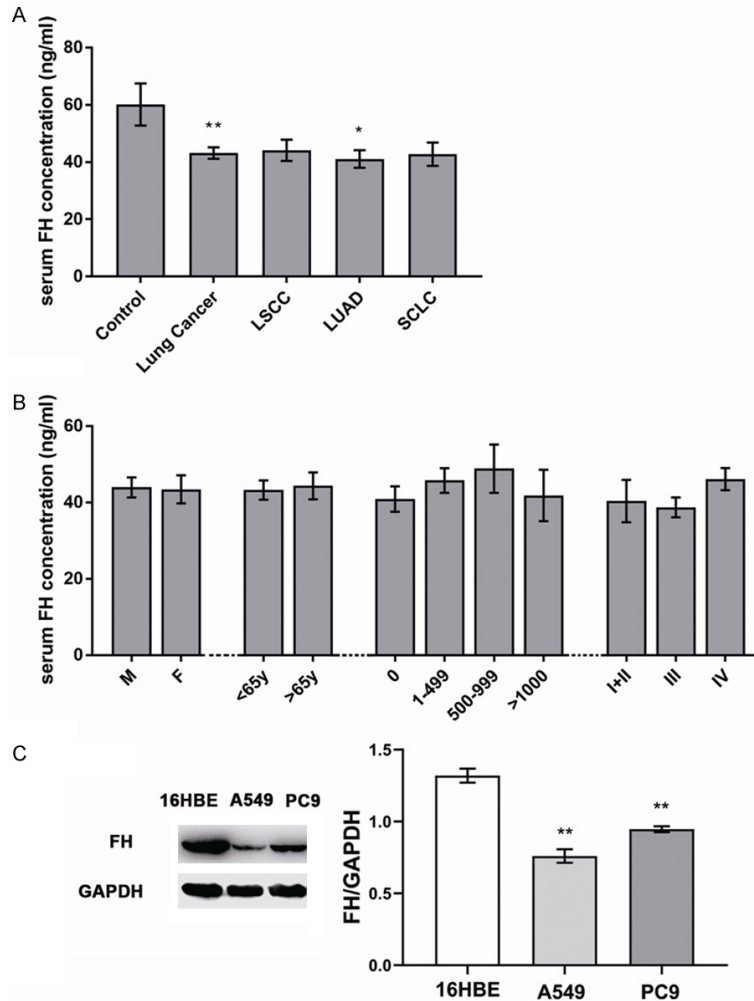 A
serum FH concentration (ng/ml)
80
60
40
20
0
**
*
Control
Lung Cancer
LSCC
LUAD
SCLC
B
serum FH concentration (ng/ml)
60
40
20
0
M
F
<65y
>65y
0
1-499
500-999
>1000
I+II
III
IV
C
16HBE A549 PC9
FH
GAPDH
FH/GAPDH
1.5
1.0
0.5
0.0
**
**
16HBE
A549
PC9